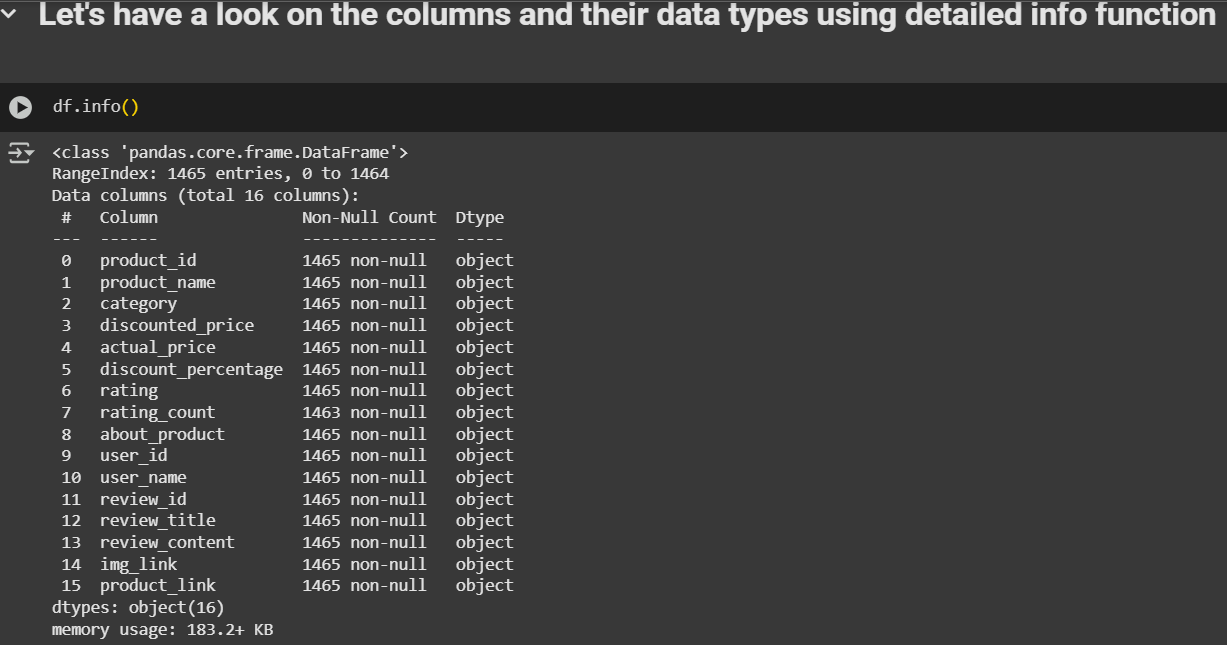 Let's have a look on the columns and their data types using detailed info function
df.info()
<class 'pandas.core.frame.DataFrame'>
RangeIndex: 1465 entries, 0 to 1464
Data columns (total 16 columns):
 #   Column               Non-Null Count  Dtype
---  ------               --------------  -----
 0   product_id           1465 non-null   object
 1   product_name         1465 non-null   object
 2   category             1465 non-null   object
 3   discounted_price     1465 non-null   object
 4   actual_price         1465 non-null   object
 5   discount_percentage  1465 non-null   object
 6   rating               1465 non-null   object
 7   rating_count         1463 non-null   object
 8   about_product        1465 non-null   object
 9   user_id              1465 non-null   object
 10  user_name            1465 non-null   object
 11  review_id            1465 non-null   object
 12  review_title         1465 non-null   object
 13  review_content       1465 non-null   object
 14  img_link             1465 non-null   object
 15  product_link         1465 non-null   object
dtypes: object(16)
memory usage: 183.2+ KB